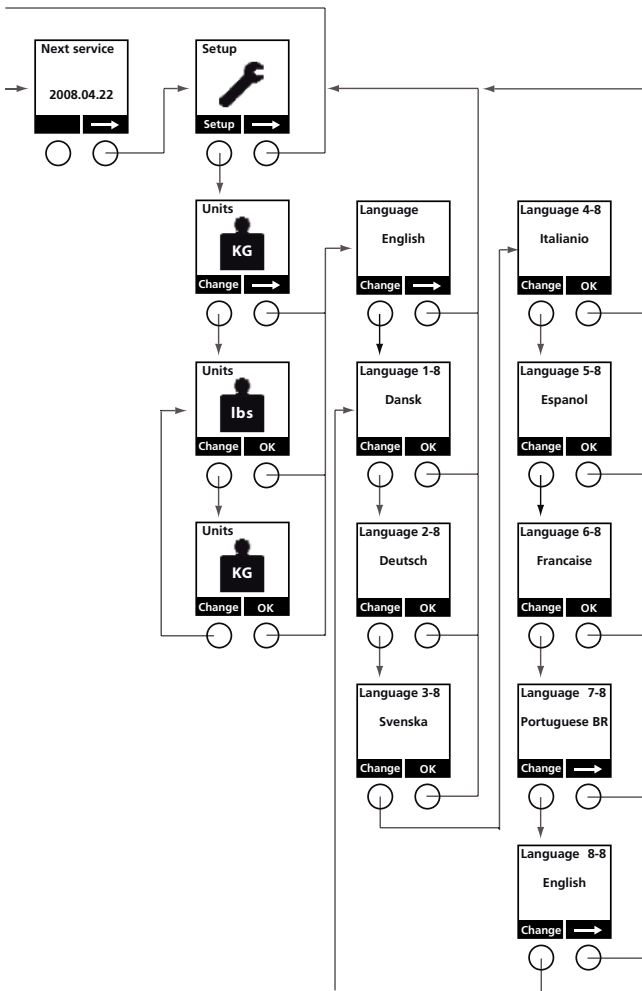 Next service
2008.04.22
Setup
Setup
Units
KG
Change
Units
lbs
Change OK
Units
KG
Change OK
Language
English
Change
Language 1-8
Dansk
Change OK
Language 2-8
Deutsch
Change OK
Language 3-8
Svenska
Change OK
Language 4-8
Italianio
Change OK
Language 5-8
Espanol
Change OK
Language 6-8
Francaise
Change OK
Language 7-8
Portuguese BR
Change
Language 8-8
English
Change